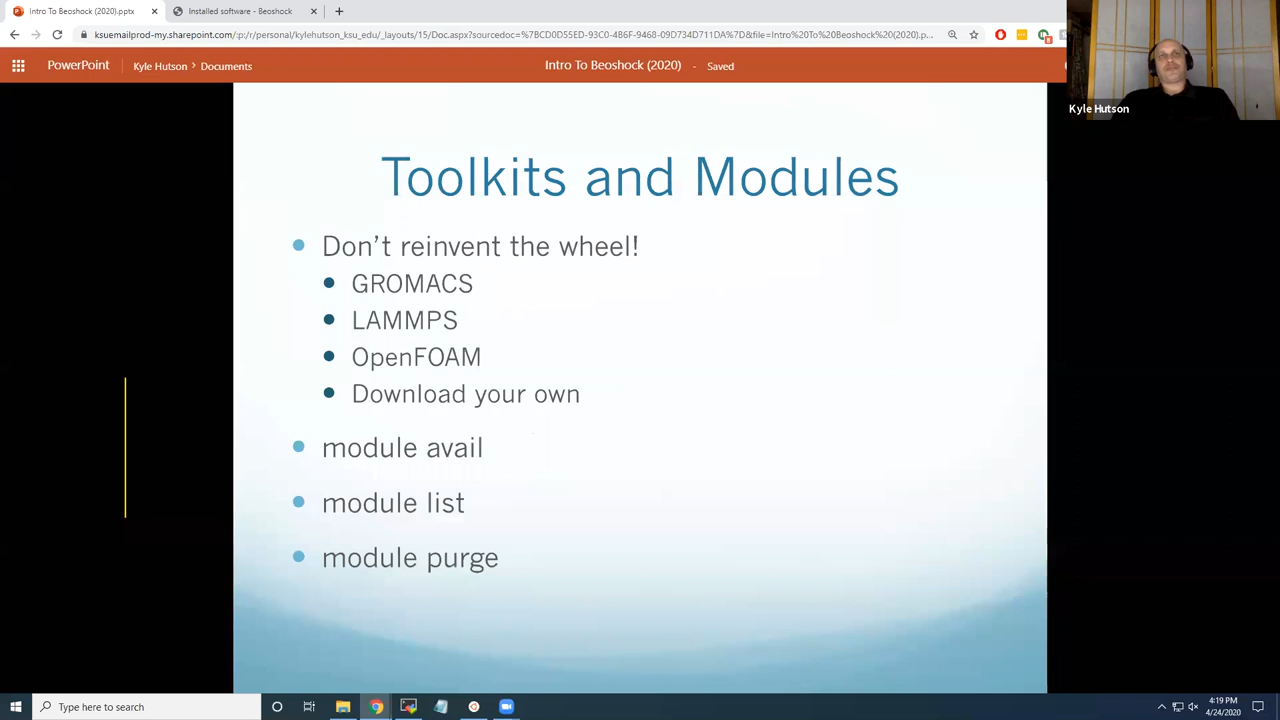 Intro To Beoshock (2020).pptx
Installed software - Beoshock
ksuemailprod-my.sharepoint.com/:p:/r/personal/kylehutson_ksu_edu/_layouts/15/Doc.aspx?sourcedoc=%7BCD0D55ED-93C0-4B6F-9468-09D734D711DA%7D&file=Intro%20To%20Beoshock%20(2020).p...
PowerPoint
Kyle Hutson > Documents
Intro To Beoshock (2020) - Saved
Kyle Hutson
Toolkits and Modules
Don't reinvent the wheel!
GROMACS
LAMMPS
OpenFOAM
Download your own
module avail
module list
module purge
Type here to search
4:19 PM
4/24/2020